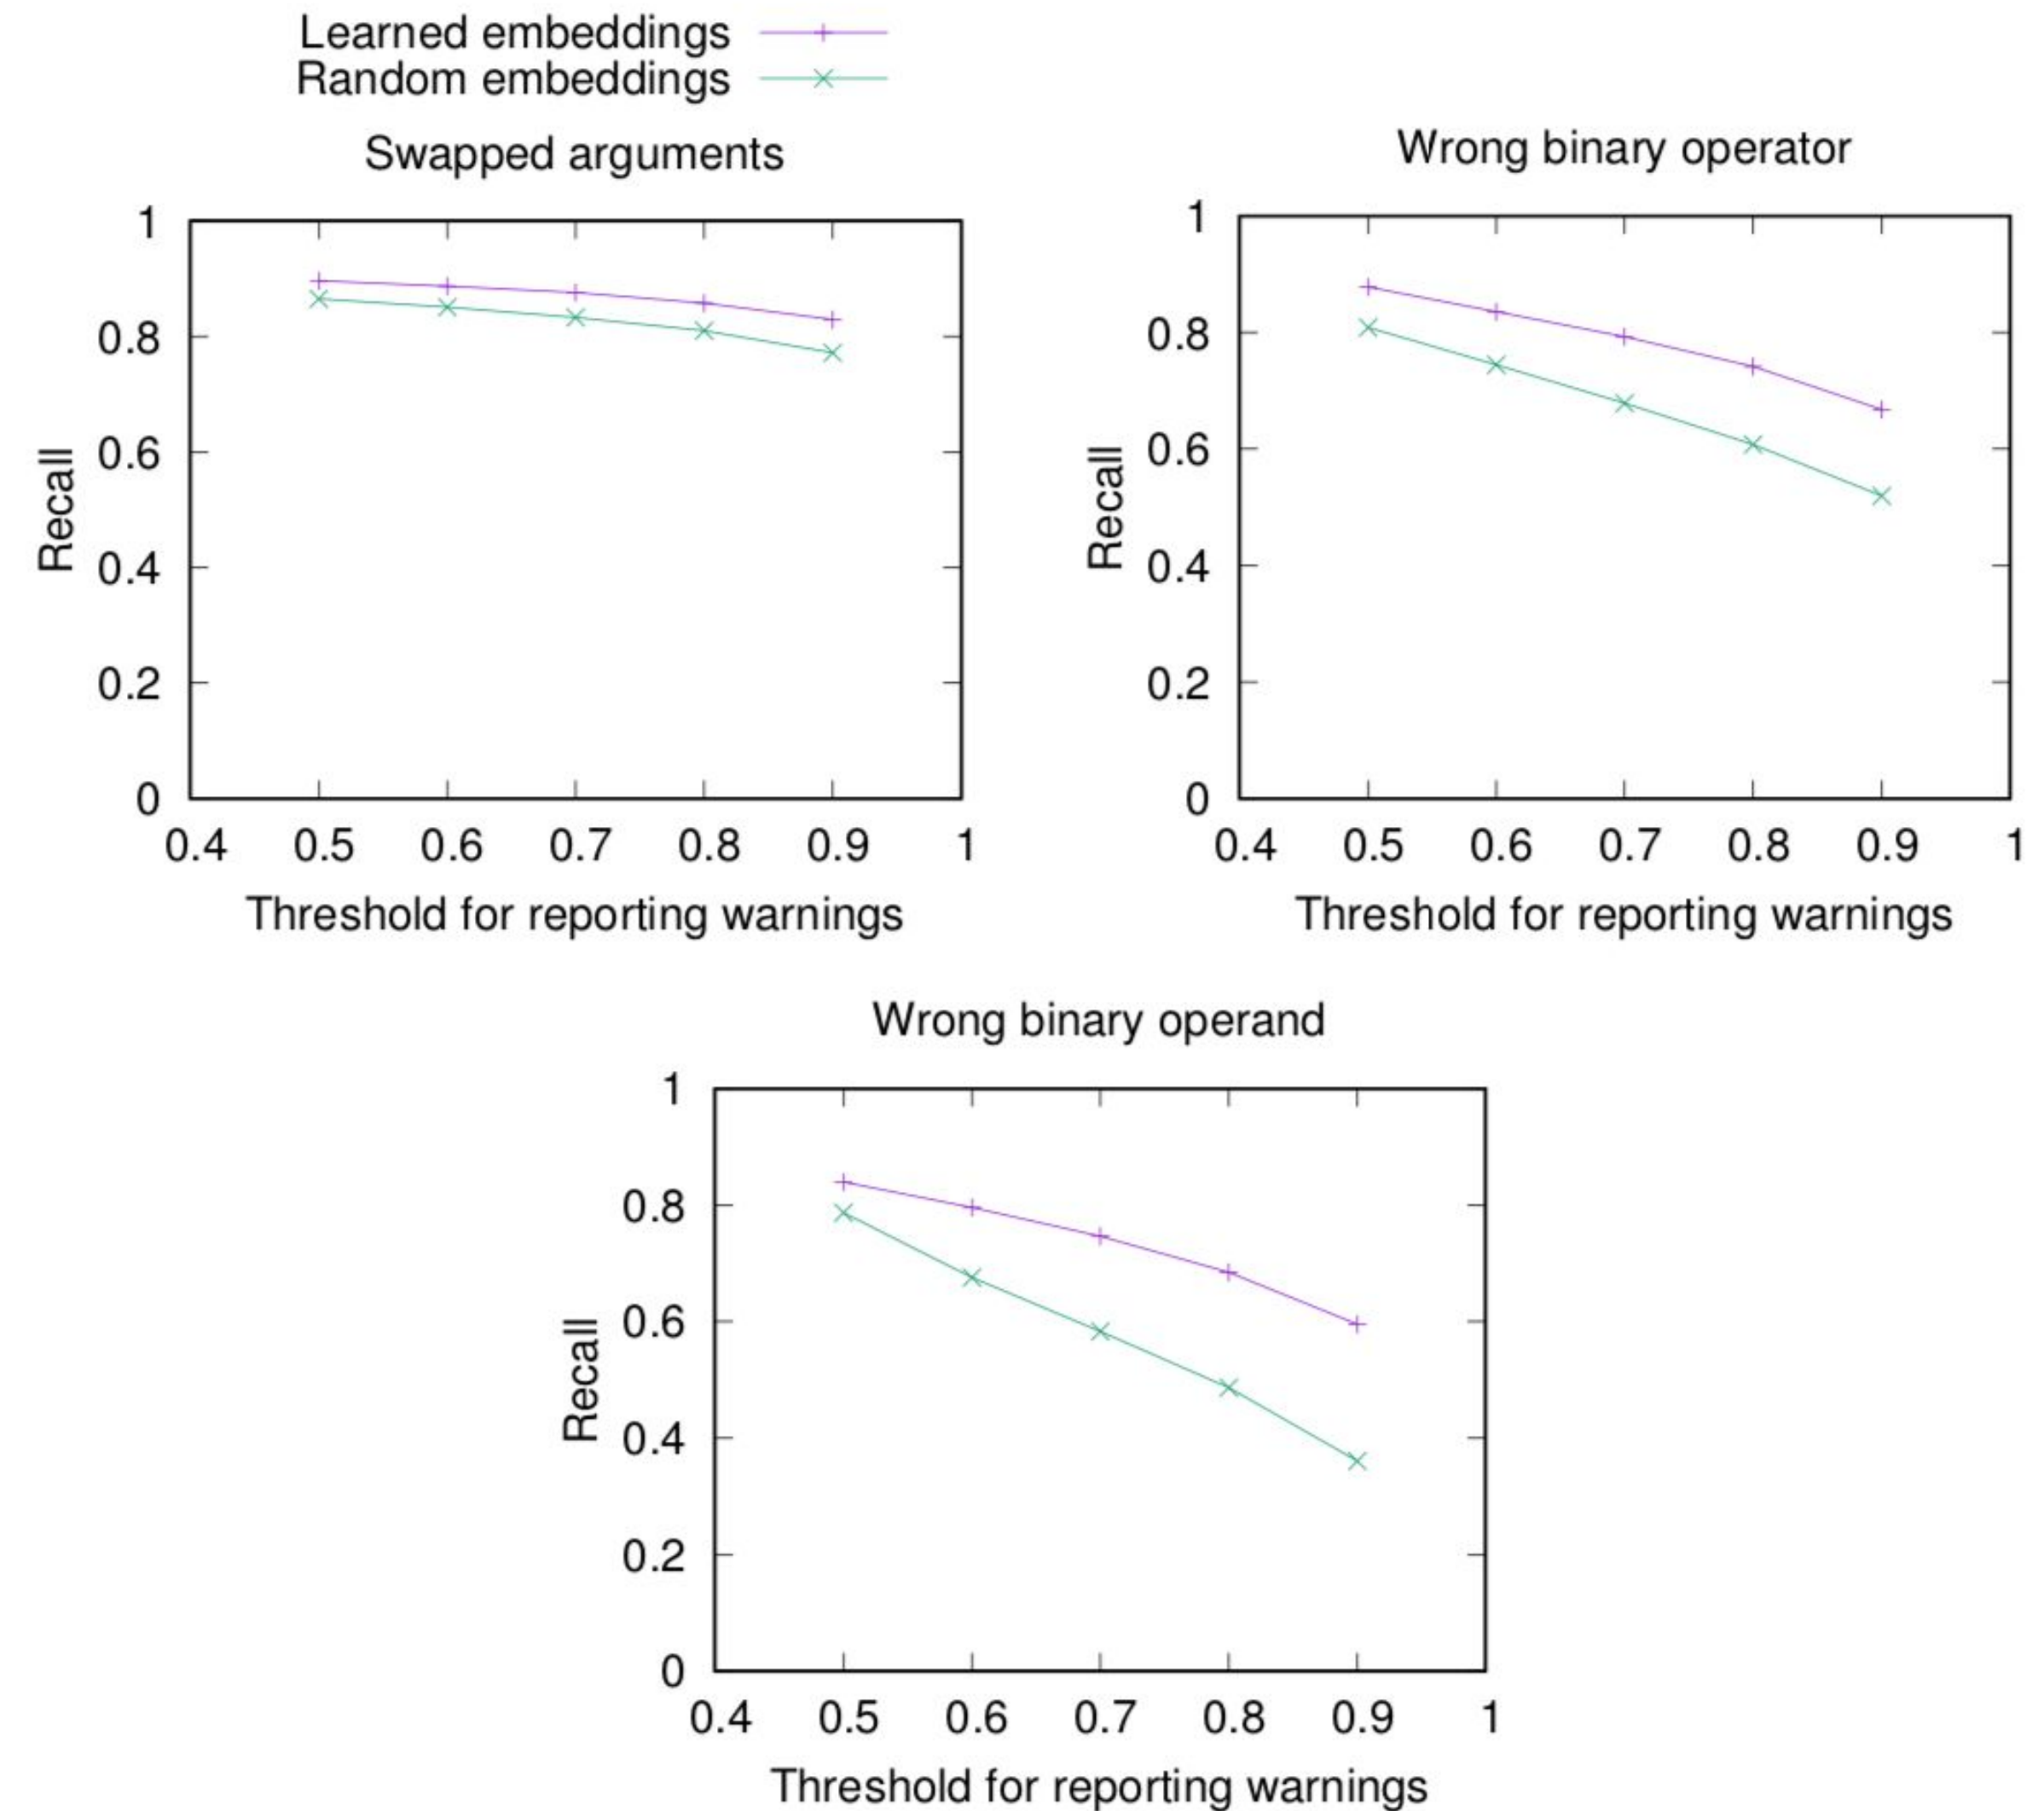 Learned embeddings
Random embeddings
Swapped arguments
1
0.8
0.6
0.4
0.2
0
Recall
0.4 0.5 0.6 0.7 0.8 0.9 1
Threshold for reporting warnings
Wrong binary operator
1
0.8
0.6
0.4
0.2
0
Recall
0.4 0.5 0.6 0.7 0.8 0.9 1
Threshold for reporting warnings
Wrong binary operand
1
0.8
0.6
0.4
0.2
0
Recall
0.4 0.5 0.6 0.7 0.8 0.9 1
Threshold for reporting warnings